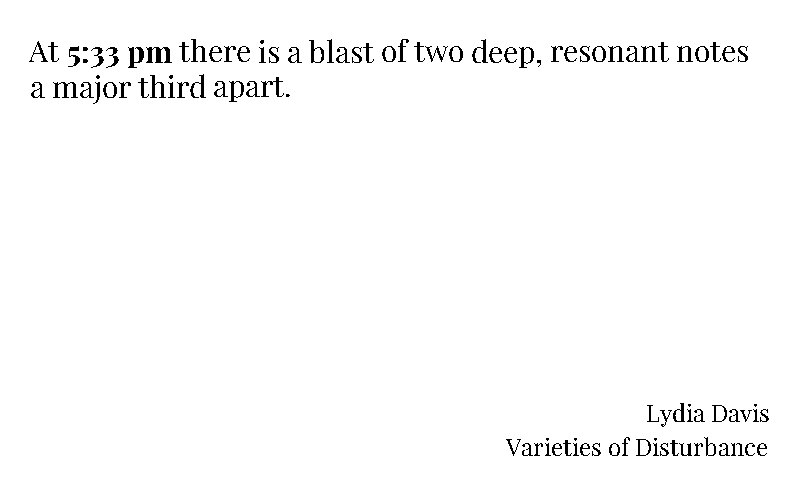 At 5:33 pm there is a blast of two deep, resonant notes
a major third apart.
Lydia Davis
Varieties of Disturbance